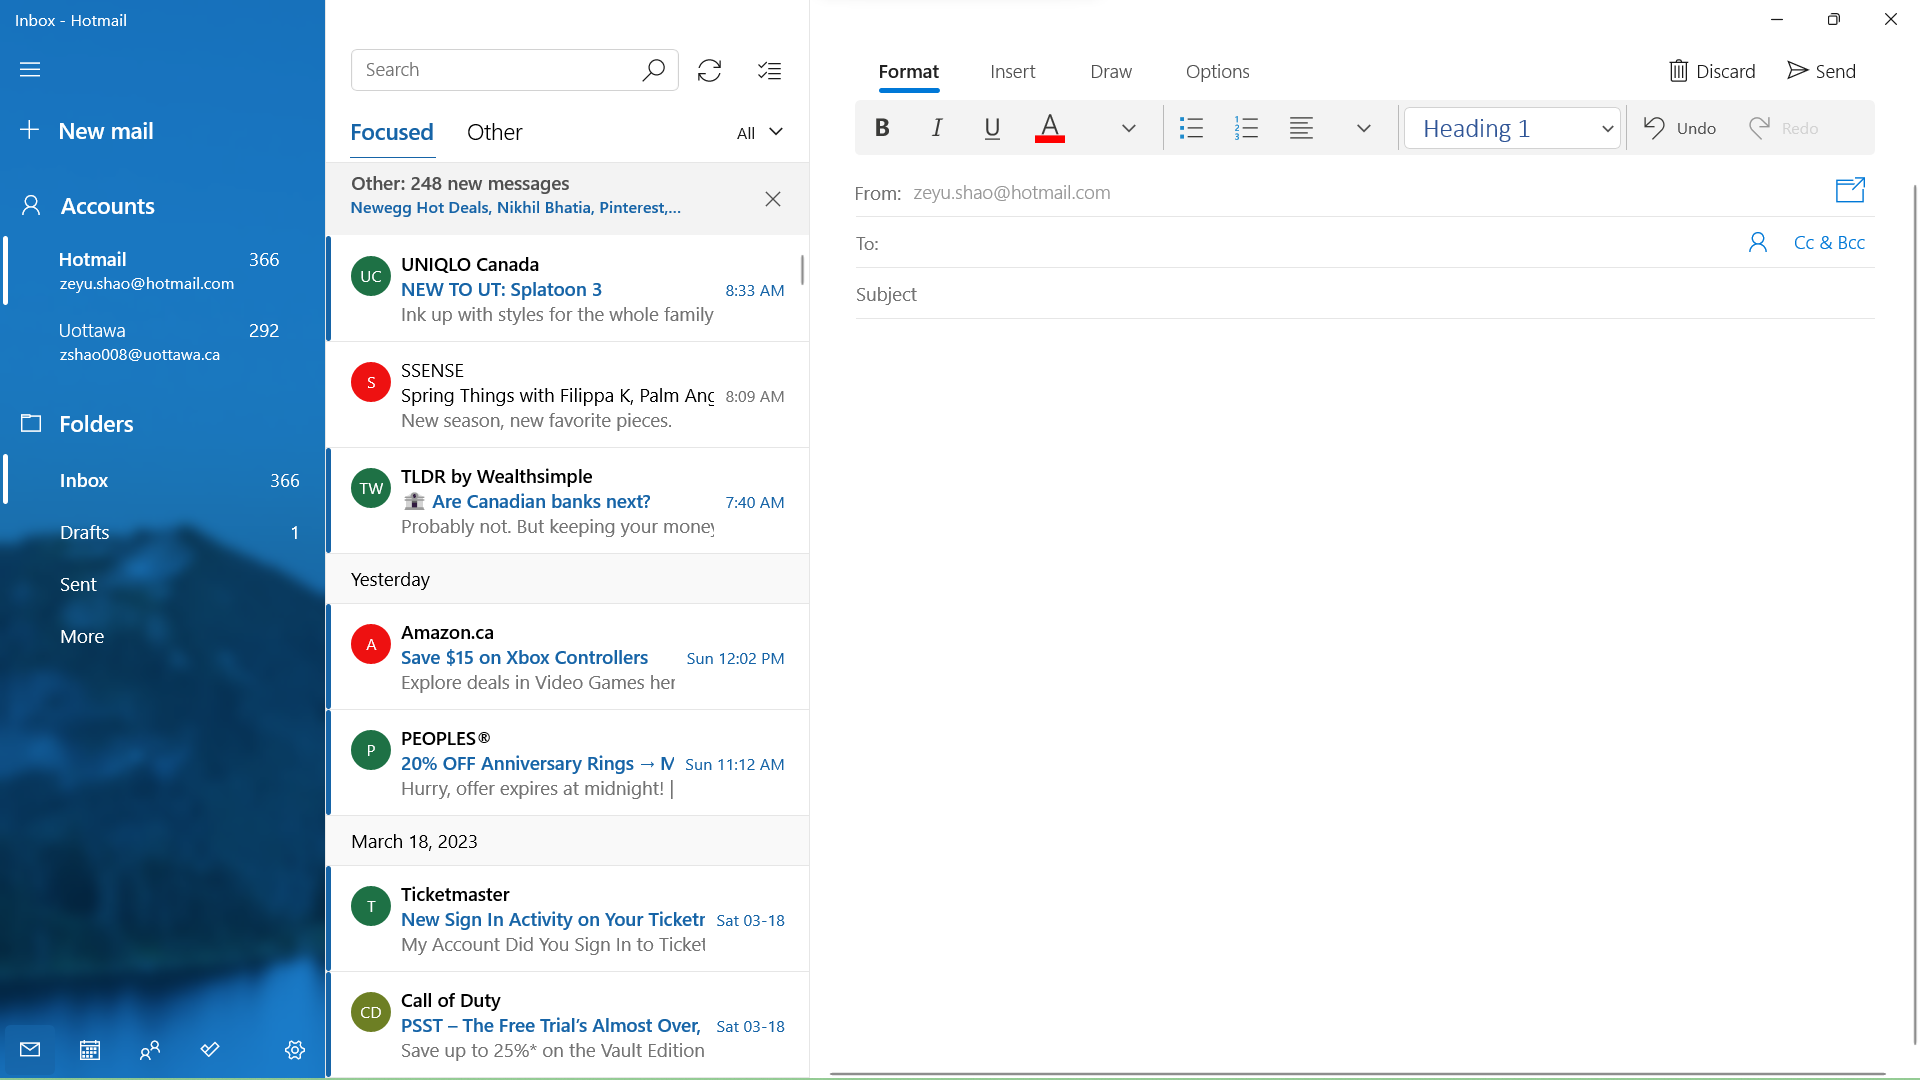 Inbox - Hotmail
New mail
Accounts
Hotmail 366
zeyu.shao@hotmail.com
Uottawa 292
zshao008@uottawa.ca
Folders
Inbox 366
Drafts 1
Sent
More
Search
Focused Other All
Other: 248 new messages
Newegg Hot Deals, Nikhil Bhatia, Pinterest,...
UC
UNIQLO Canada
NEW TO UT: Splatoon 3 8:33 AM
Ink up with styles for the whole family
S
SSENSE
Spring Things with Filippa K, Palm Ang 8:09 AM
New season, new favorite pieces.
TW
TLDR by Wealthsimple
Are Canadian banks next? 7:40 AM
Probably not. But keeping your money
Yesterday
A
Amazon.ca
Save $15 on Xbox Controllers Sun 12:02 PM
Explore deals in Video Games her
P
PEOPLES®
20% OFF Anniversary Rings → M Sun 11:12 AM
Hurry, offer expires at midnight! |
March 18, 2023
T
Ticketmaster
New Sign In Activity on Your Ticketr Sat 03-18
My Account Did You Sign In to Ticket
CD
Call of Duty
PSST – The Free Trial's Almost Over, Sat 03-18
Save up to 25%* on the Vault Edition
Format Insert Draw Options Discard Send
B I U A Heading 1 Undo Redo
From: zeyu.shao@hotmail.com
To: Cc & Bcc
Subject